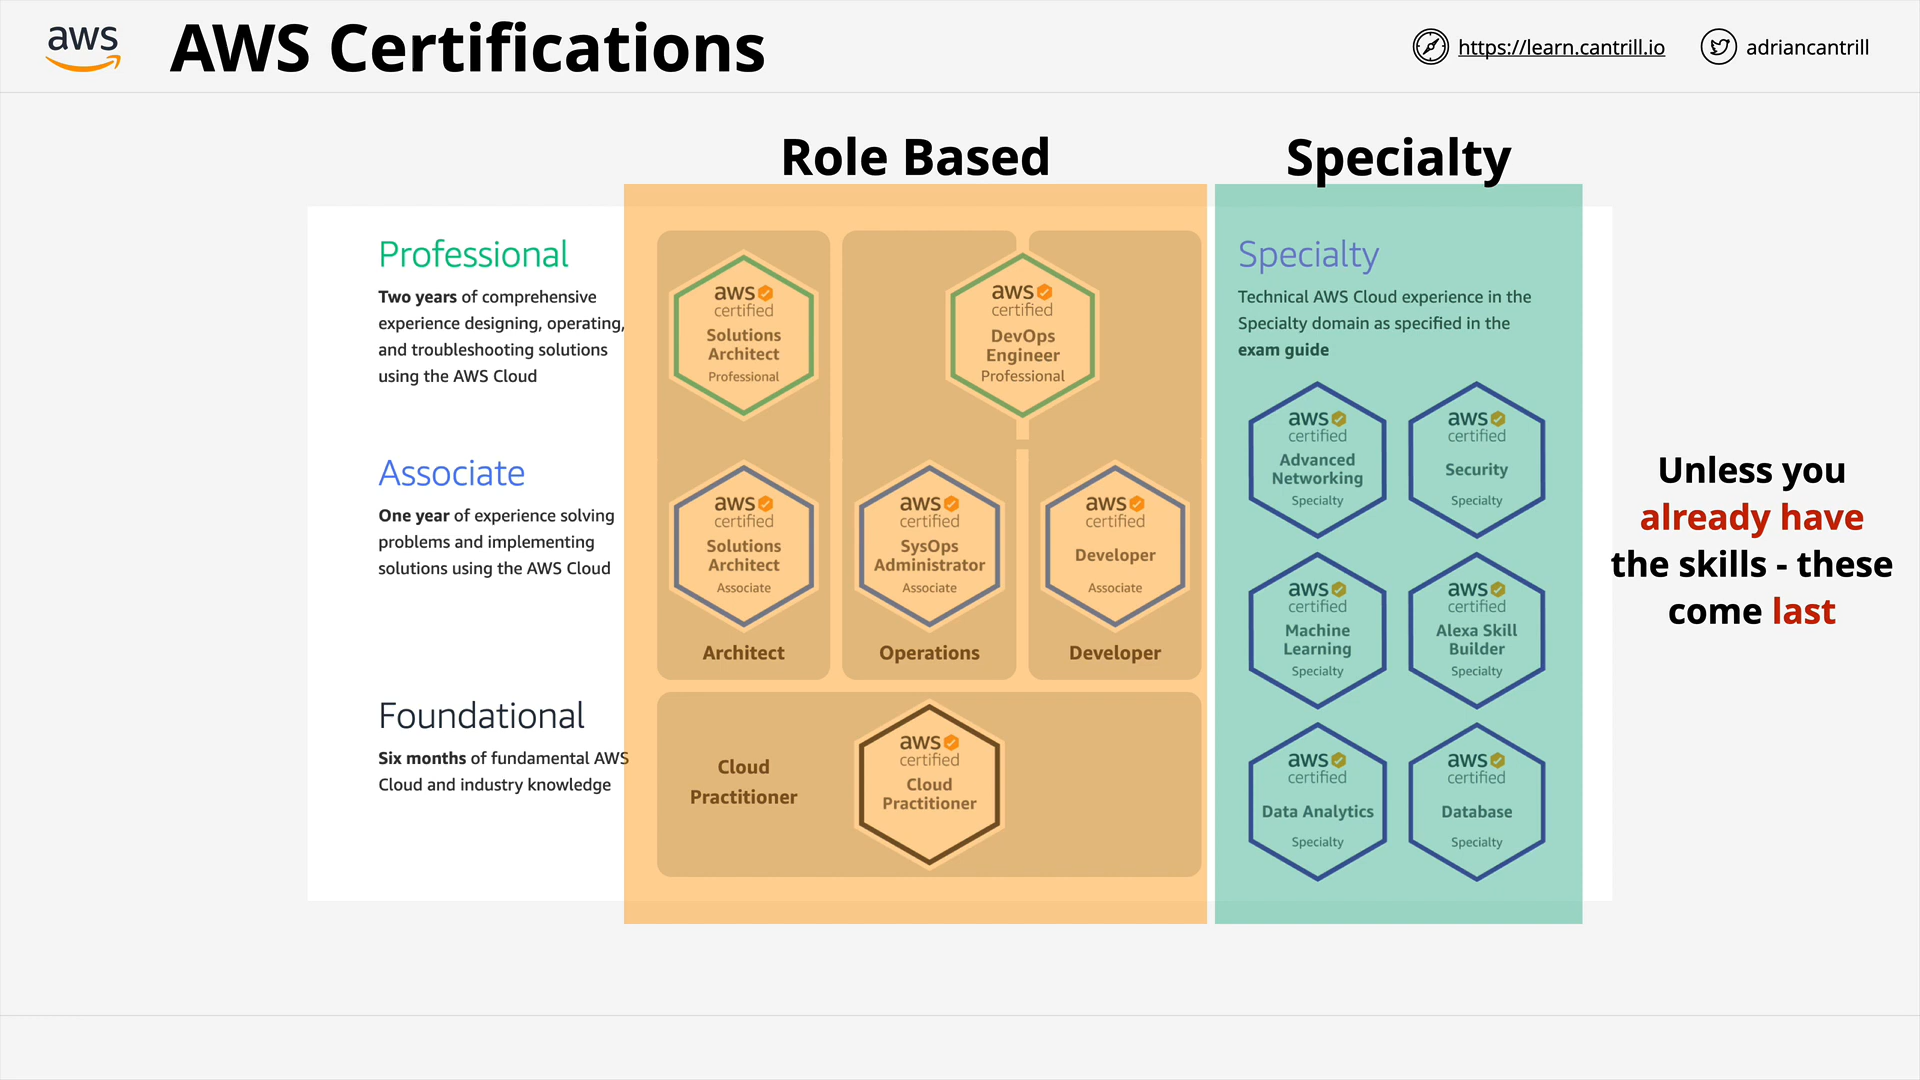 aws
AWS Certifications
https://learn.cantrill.io
adriancantrill
Role Based
Specialty
Professional
Two years of comprehensive
experience designing, operating,
and troubleshooting solutions
using the AWS Cloud
aws
certified
Solutions
Architect
Professional
aws
certified
DevOps
Engineer
Professional
Associate
One year of experience solving
problems and implementing
solutions using the AWS Cloud
aws
certified
Solutions
Architect
Associate
aws
certified
SysOps
Administrator
Associate
aws
certified
Developer
Associate
Architect
Operations
Developer
Foundational
Six months of fundamental AWS
Cloud and industry knowledge
Cloud
Practitioner
aws
certified
Cloud
Practitioner
Specialty
Technical AWS Cloud experience in the
Specialty domain as specified in the
exam guide
aws
certified
Advanced
Networking
Specialty
aws
certified
Security
Specialty
aws
certified
Machine
Learning
Specialty
aws
certified
Alexa Skill
Builder
Specialty
aws
certified
Data Analytics
Specialty
aws
certified
Database
Specialty
Unless you
already have
the skills - these
come last